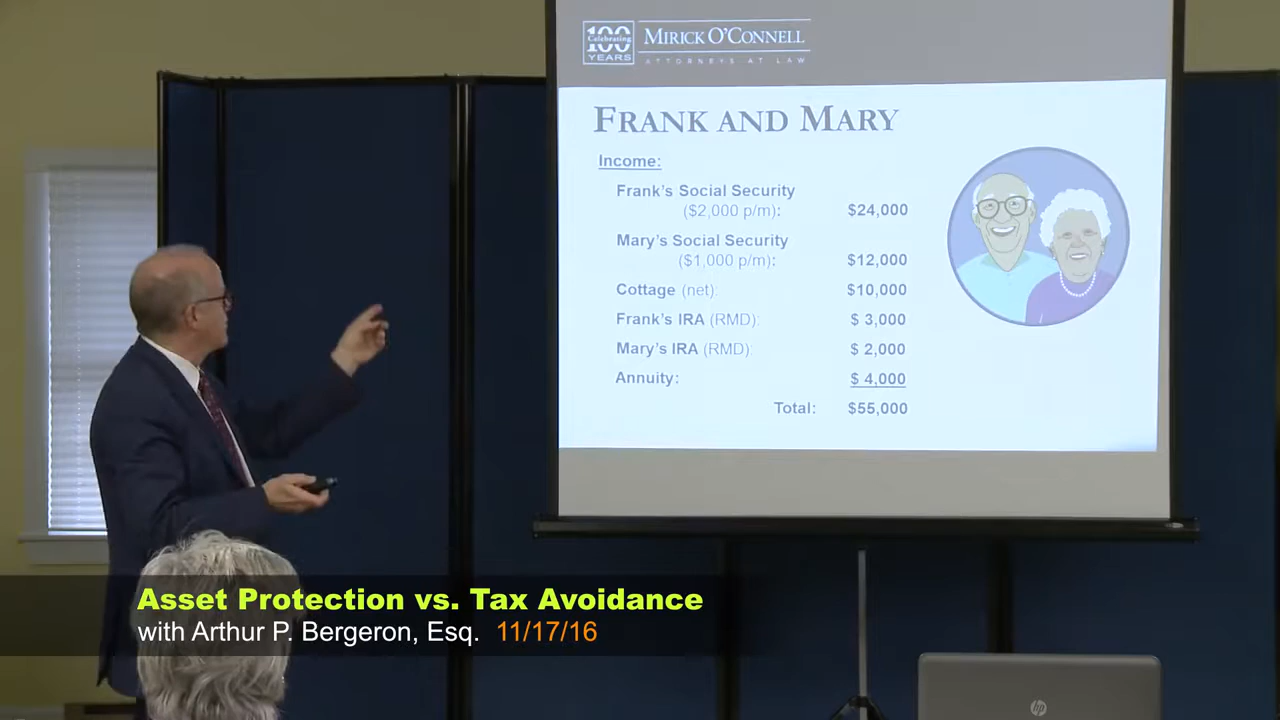 Celebrating
100
YEARS
MIRICK O'CONNELL
ATTORNEYS AT LAW
FRANK AND MARY
Income:
Frank's Social Security
($2,000 p/m): $24,000
Mary's Social Security
($1,000 p/m): $12,000
Cottage (net): $10,000
Frank's IRA (RMD): $ 3,000
Mary's IRA (RMD): $ 2,000
Annuity: $ 4,000
Total: $55,000
Asset Protection vs. Tax Avoidance
with Arthur P. Bergeron, Esq. 11/17/16
hp